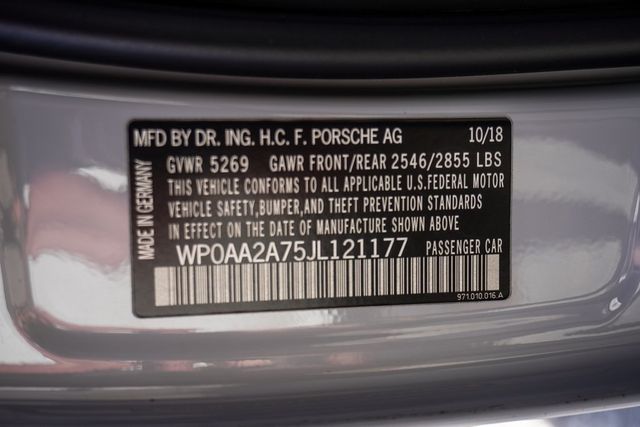 MFD BY DR. ING. H.C. F. PORSCHE AG 10/18
GVWR 5269 GAWR FRONT/REAR 2546/2855 LBS
THIS VEHICLE CONFORMS TO ALL APPLICABLE U.S.FEDERAL MOTOR
VEHICLE SAFETY,BUMPER,AND THEFT PREVENTION STANDARDS
IN EFFECT ON THE DATE OF MANUFACTURE SHOWN ABOVE
WP0AA2A75JL121177 PASSENGER CAR
971.010.016.A
MADE IN GERMANY